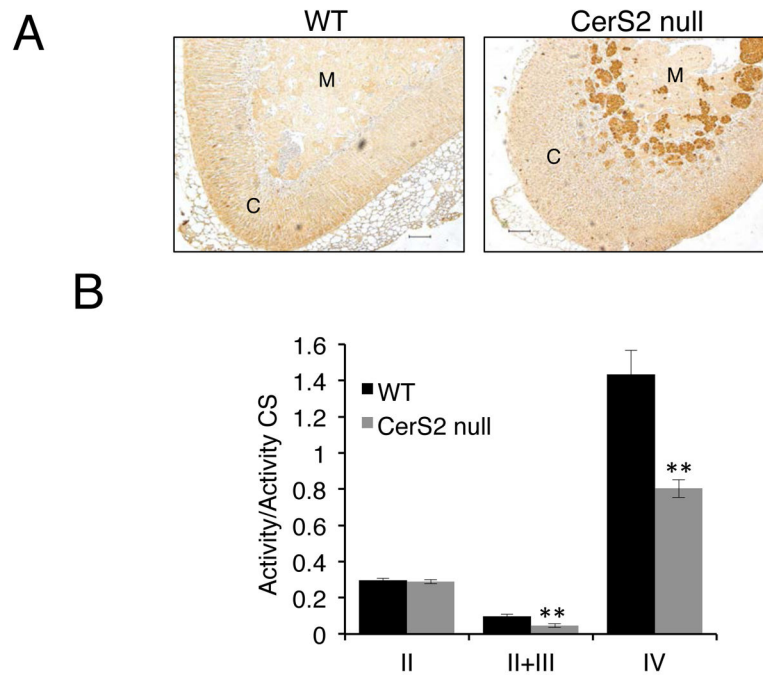 A
WT
CerS2 null
M
C
M
C
B
Activity/Activity CS
1.6
1.4
1.2
1
0.8
0.6
0.4
0.2
0
WT
CerS2 null
**
**
II
II+III
IV